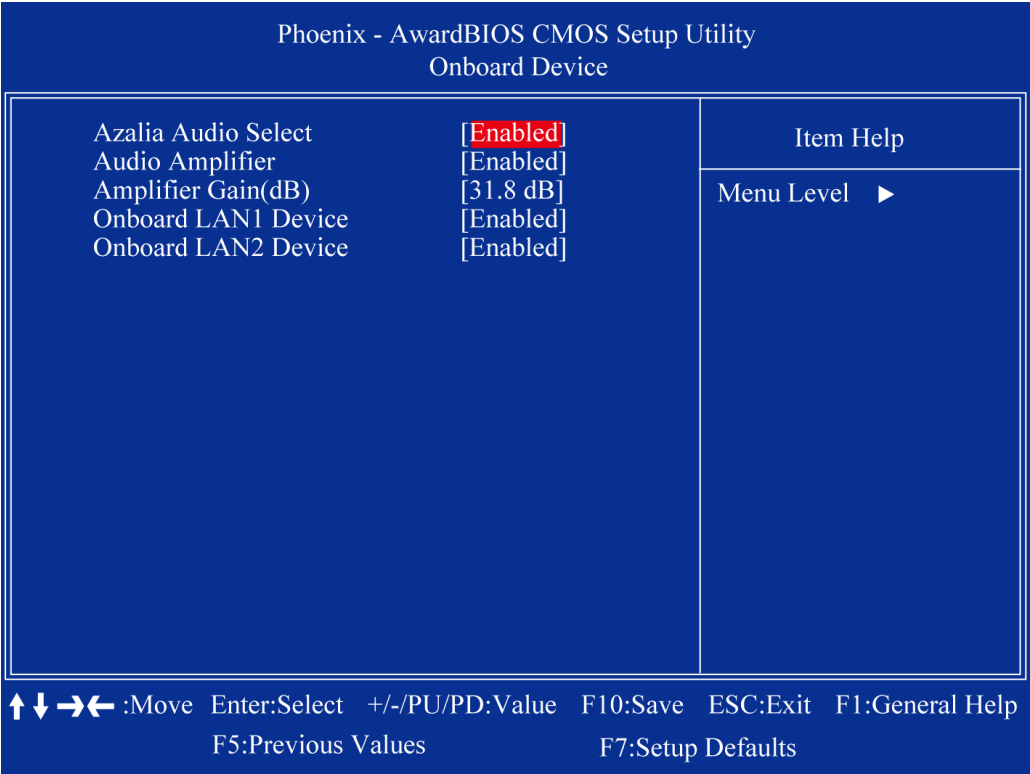 Phoenix - AwardBIOS CMOS Setup Utility
Onboard Device
Azalia Audio Select [Enabled]
Audio Amplifier [Enabled]
Amplifier Gain(dB) [31.8 dB]
Onboard LAN1 Device [Enabled]
Onboard LAN2 Device [Enabled]
Item Help
Menu Level ▶
↑ ↓ → ← :Move Enter:Select +/-/PU/PD:Value F10:Save ESC:Exit F1:General Help
F5:Previous Values F7:Setup Defaults